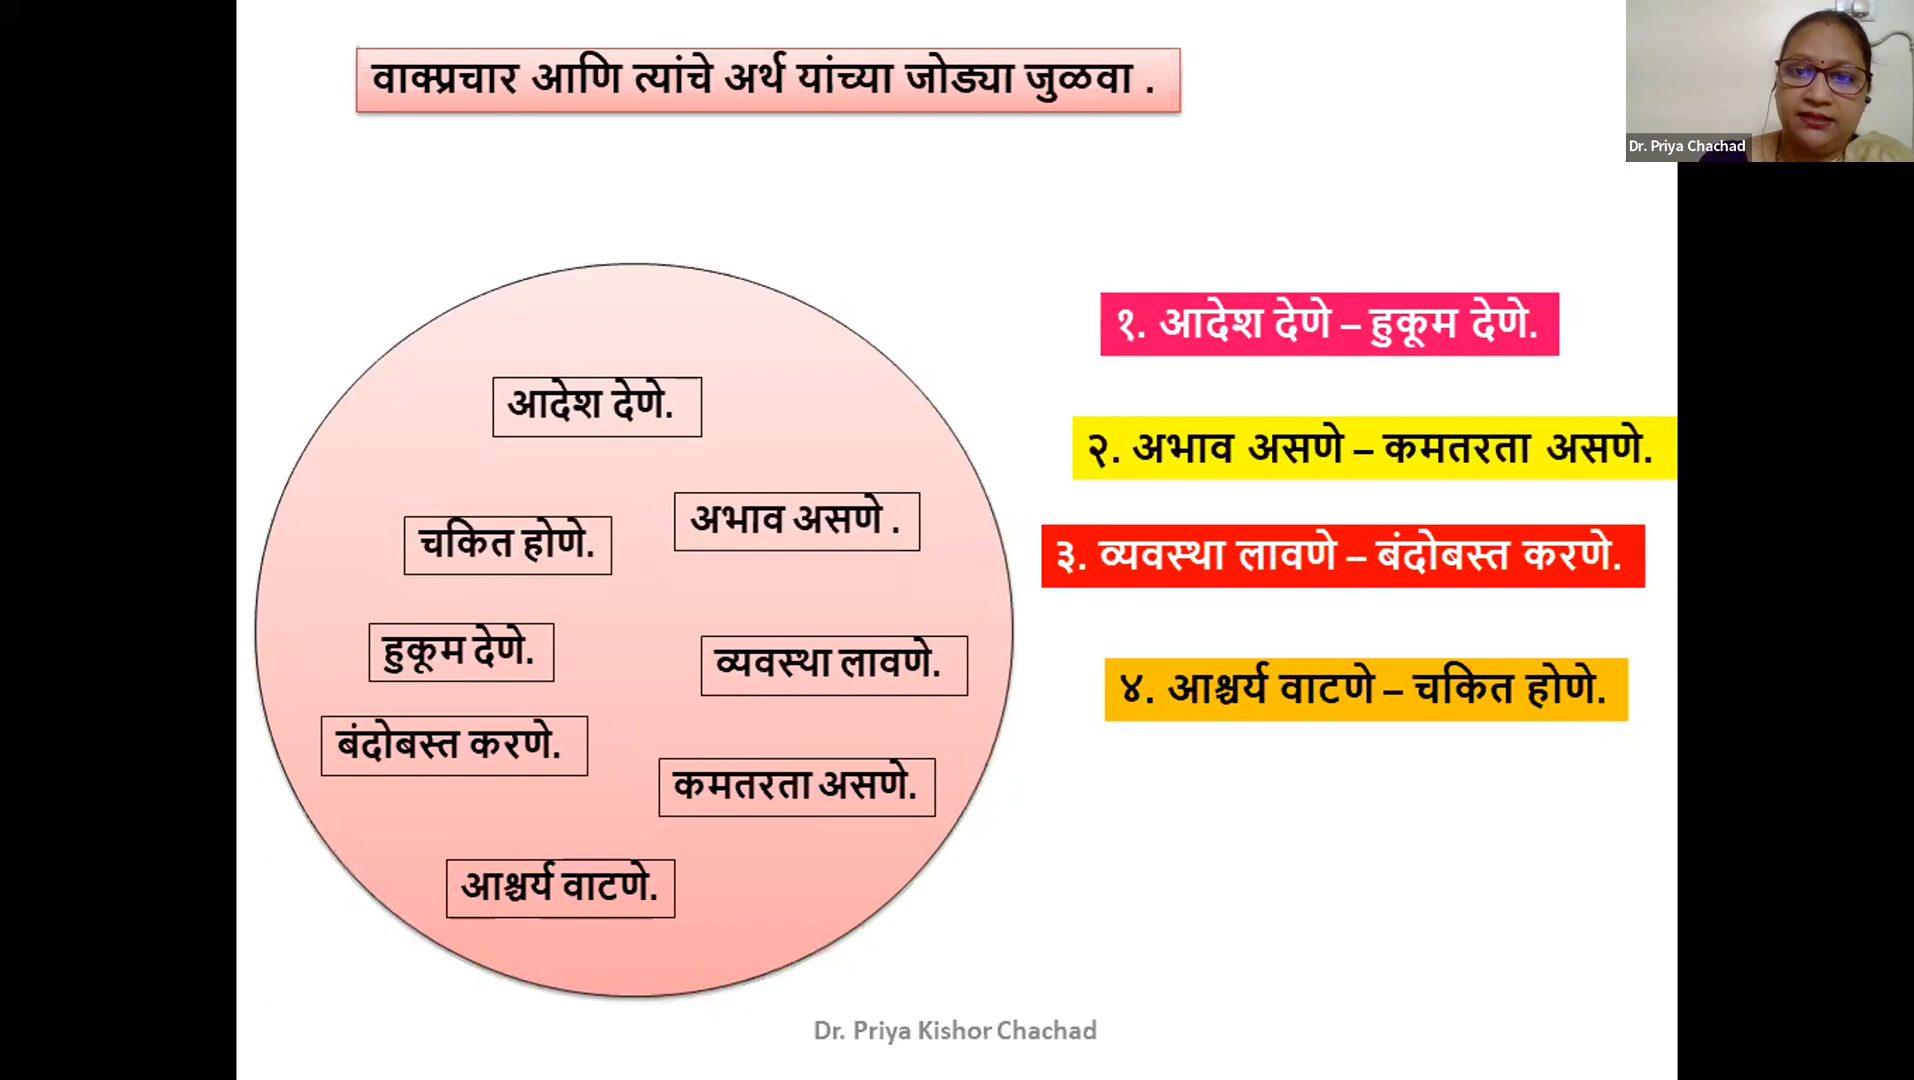 वाक्प्रचार आणि त्यांचे अर्थ यांच्या जोड्या जुळवा .
Dr. Priya Chachad
आदेश देणे.
चकित होणे.
अभाव असणे .
हुकूम देणे.
व्यवस्था लावणे.
बंदोबस्त करणे.
कमतरता असणे.
आश्चर्य वाटणे.
१. आदेश देणे – हुकूम देणे.
२. अभाव असणे – कमतरता असणे.
३. व्यवस्था लावणे – बंदोबस्त करणे.
४. आश्चर्य वाटणे – चकित होणे.
Dr. Priya Kishor Chachad